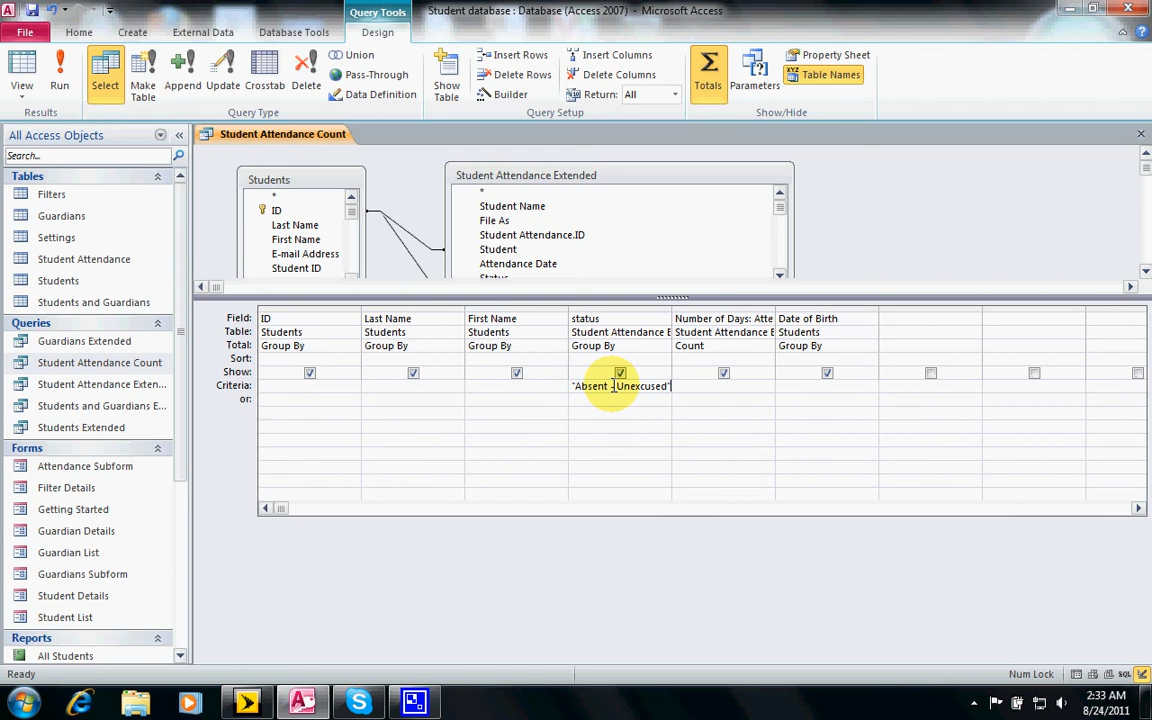 Student database : Database (Access 2007) - Microsoft Access
Query Tools
File Home Create External Data Database Tools Design
View
Run
Select
Make Table
Append
Update
Crosstab
Delete
Union
Pass-Through
Data Definition
Show Table
Insert Rows
Delete Rows
Builder
Insert Columns
Delete Columns
Return: All
Totals
Parameters
Property Sheet
Table Names
Results
Query Type
Query Setup
Show/Hide
All Access Objects
Search...
Tables
Filters
Guardians
Settings
Student Attendance
Students
Students and Guardians
Queries
Guardians Extended
Student Attendance Count
Student Attendance Exten...
Students and Guardians E...
Students Extended
Forms
Attendance Subform
Filter Details
Getting Started
Guardian Details
Guardian List
Guardians Subform
Student Details
Student List
Reports
All Students
Student Attendance Count
Students
*
ID
Last Name
First Name
E-mail Address
Student ID
Student Attendance Extended
*
Student Name
File As
Student Attendance.ID
Student
Attendance Date
Status
Field: ID Last Name First Name status Number of Days: Atte Date of Birth
Table: Students Students Students Student Attendance E Student Attendance E Students
Total: Group By Group By Group By Group By Count Group By
Sort:
Show:
Criteria: "Absent - Unexcused"
or:
Ready
Num Lock
SQL
2:33 AM
8/24/2011